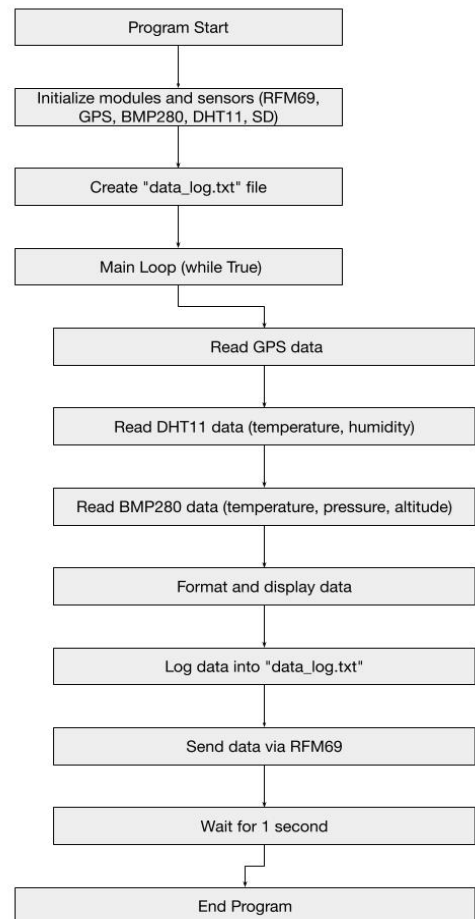 Program Start
Initialize modules and sensors (RFM69,
GPS, BMP280, DHT11, SD)
Create "data_log.txt" file
Main Loop (while True)
Read GPS data
Read DHT11 data (temperature, humidity)
Read BMP280 data (temperature, pressure, altitude)
Format and display data
Log data into "data_log.txt"
Send data via RFM69
Wait for 1 second
End Program